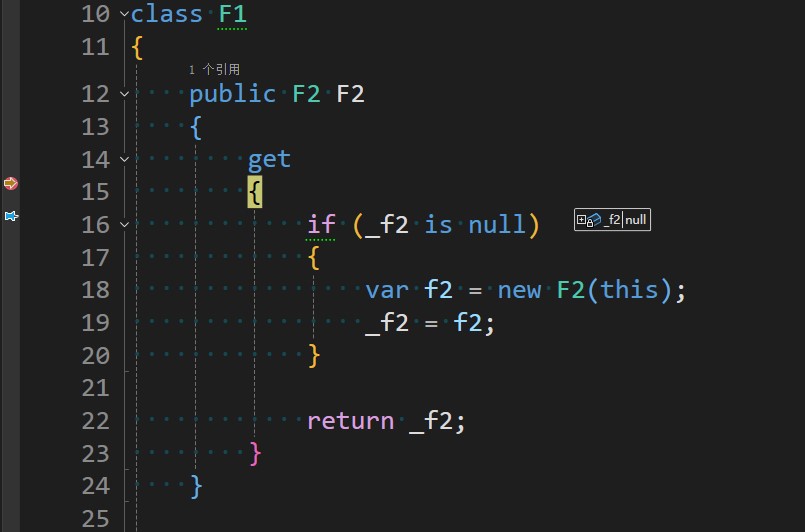 10 class F1
11 {
1 个引用
12 public F2 F2
13 {
14 get
15 {
16 if (_f2 is null) _f2 null
17 {
18 var f2 = new F2(this);
19 _f2 = f2;
20 }
21
22 return _f2;
23 }
24 }
25